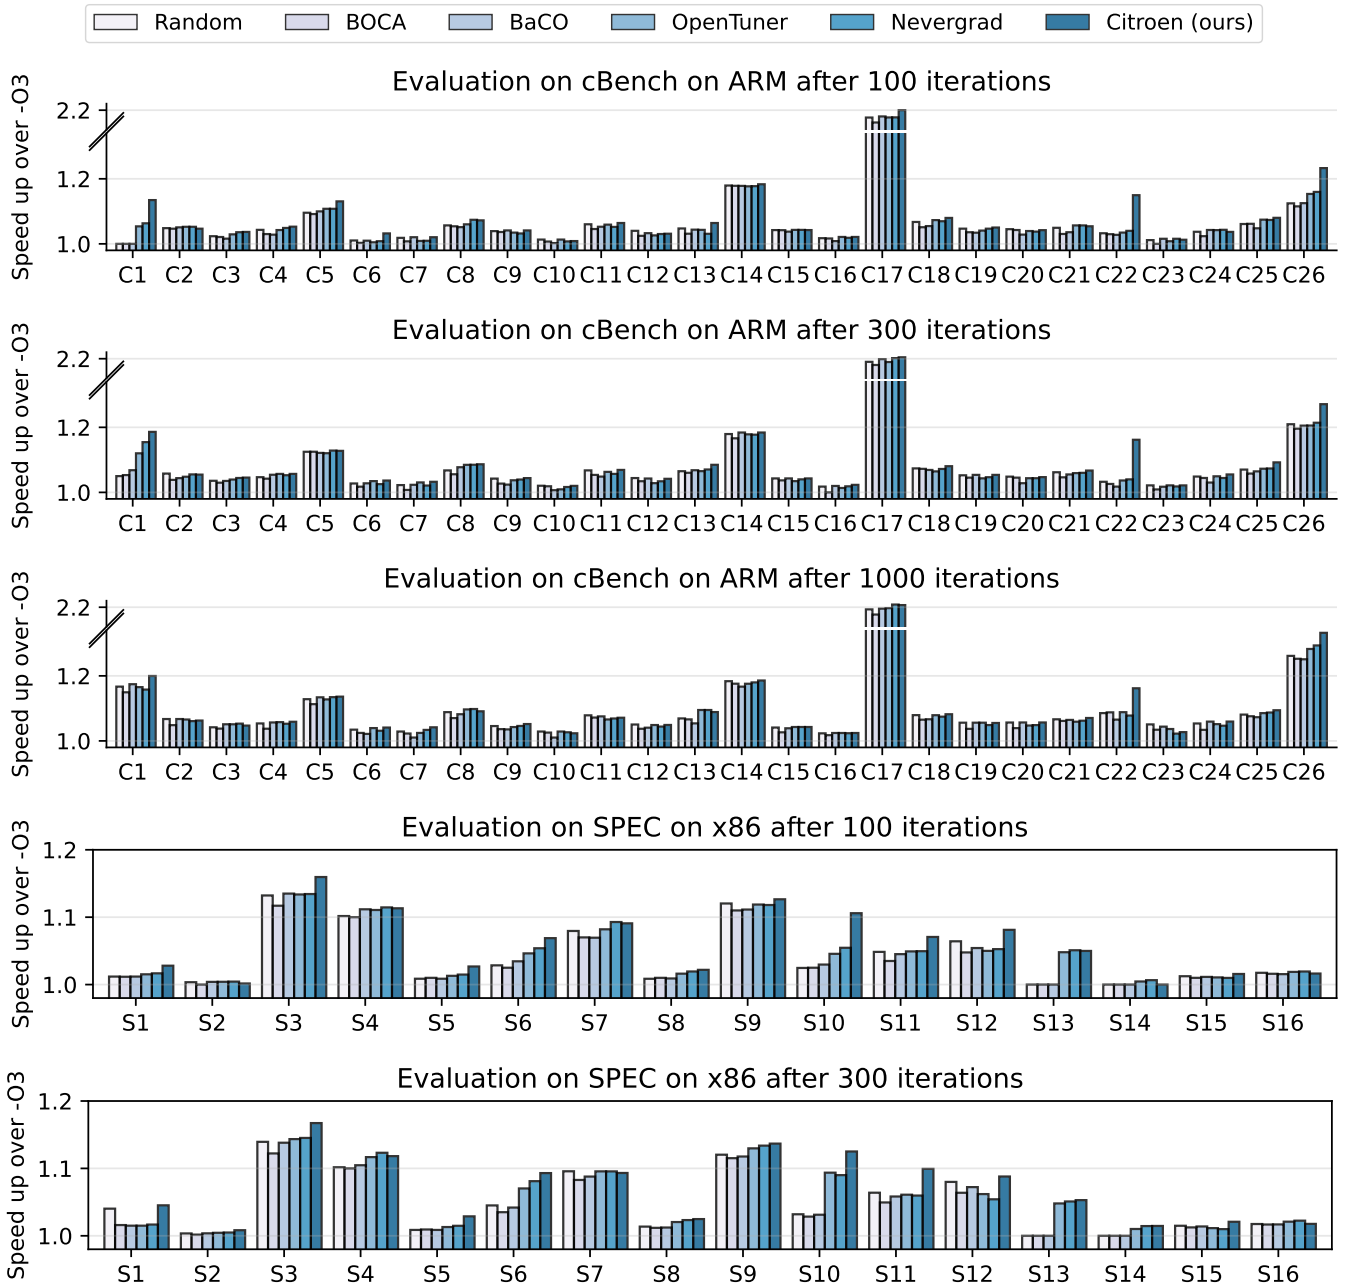 Random BOCA BaCO OpenTuner Nevergrad Citroen (ours)
Evaluation on cBench on ARM after 100 iterations
Speed up over -O3
2.2
1.2
1.0
C1 C2 C3 C4 C5 C6 C7 C8 C9 C10 C11 C12 C13 C14 C15 C16 C17 C18 C19 C20 C21 C22 C23 C24 C25 C26
Evaluation on cBench on ARM after 300 iterations
Speed up over -O3
2.2
1.2
1.0
C1 C2 C3 C4 C5 C6 C7 C8 C9 C10 C11 C12 C13 C14 C15 C16 C17 C18 C19 C20 C21 C22 C23 C24 C25 C26
Evaluation on cBench on ARM after 1000 iterations
Speed up over -O3
2.2
1.2
1.0
C1 C2 C3 C4 C5 C6 C7 C8 C9 C10 C11 C12 C13 C14 C15 C16 C17 C18 C19 C20 C21 C22 C23 C24 C25 C26
Evaluation on SPEC on x86 after 100 iterations
Speed up over -O3
1.2
1.1
1.0
S1 S2 S3 S4 S5 S6 S7 S8 S9 S10 S11 S12 S13 S14 S15 S16
Evaluation on SPEC on x86 after 300 iterations
Speed up over -O3
1.2
1.1
1.0
S1 S2 S3 S4 S5 S6 S7 S8 S9 S10 S11 S12 S13 S14 S15 S16